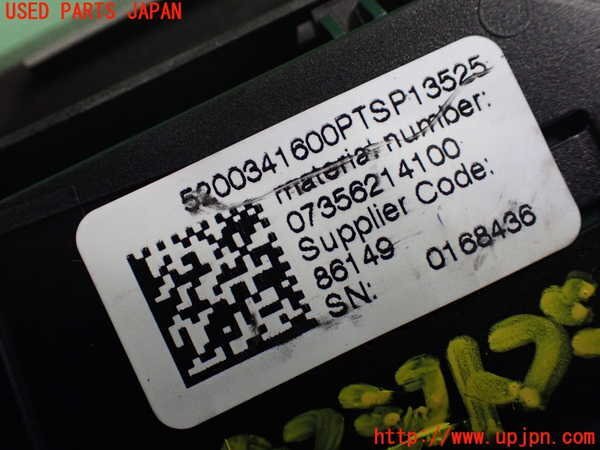 USED PARTS JAPAN
5200341600PTSP13525
material number:
07356214100
Supplier Code:
86149
SN: 0168436
http://www.upjpn.com